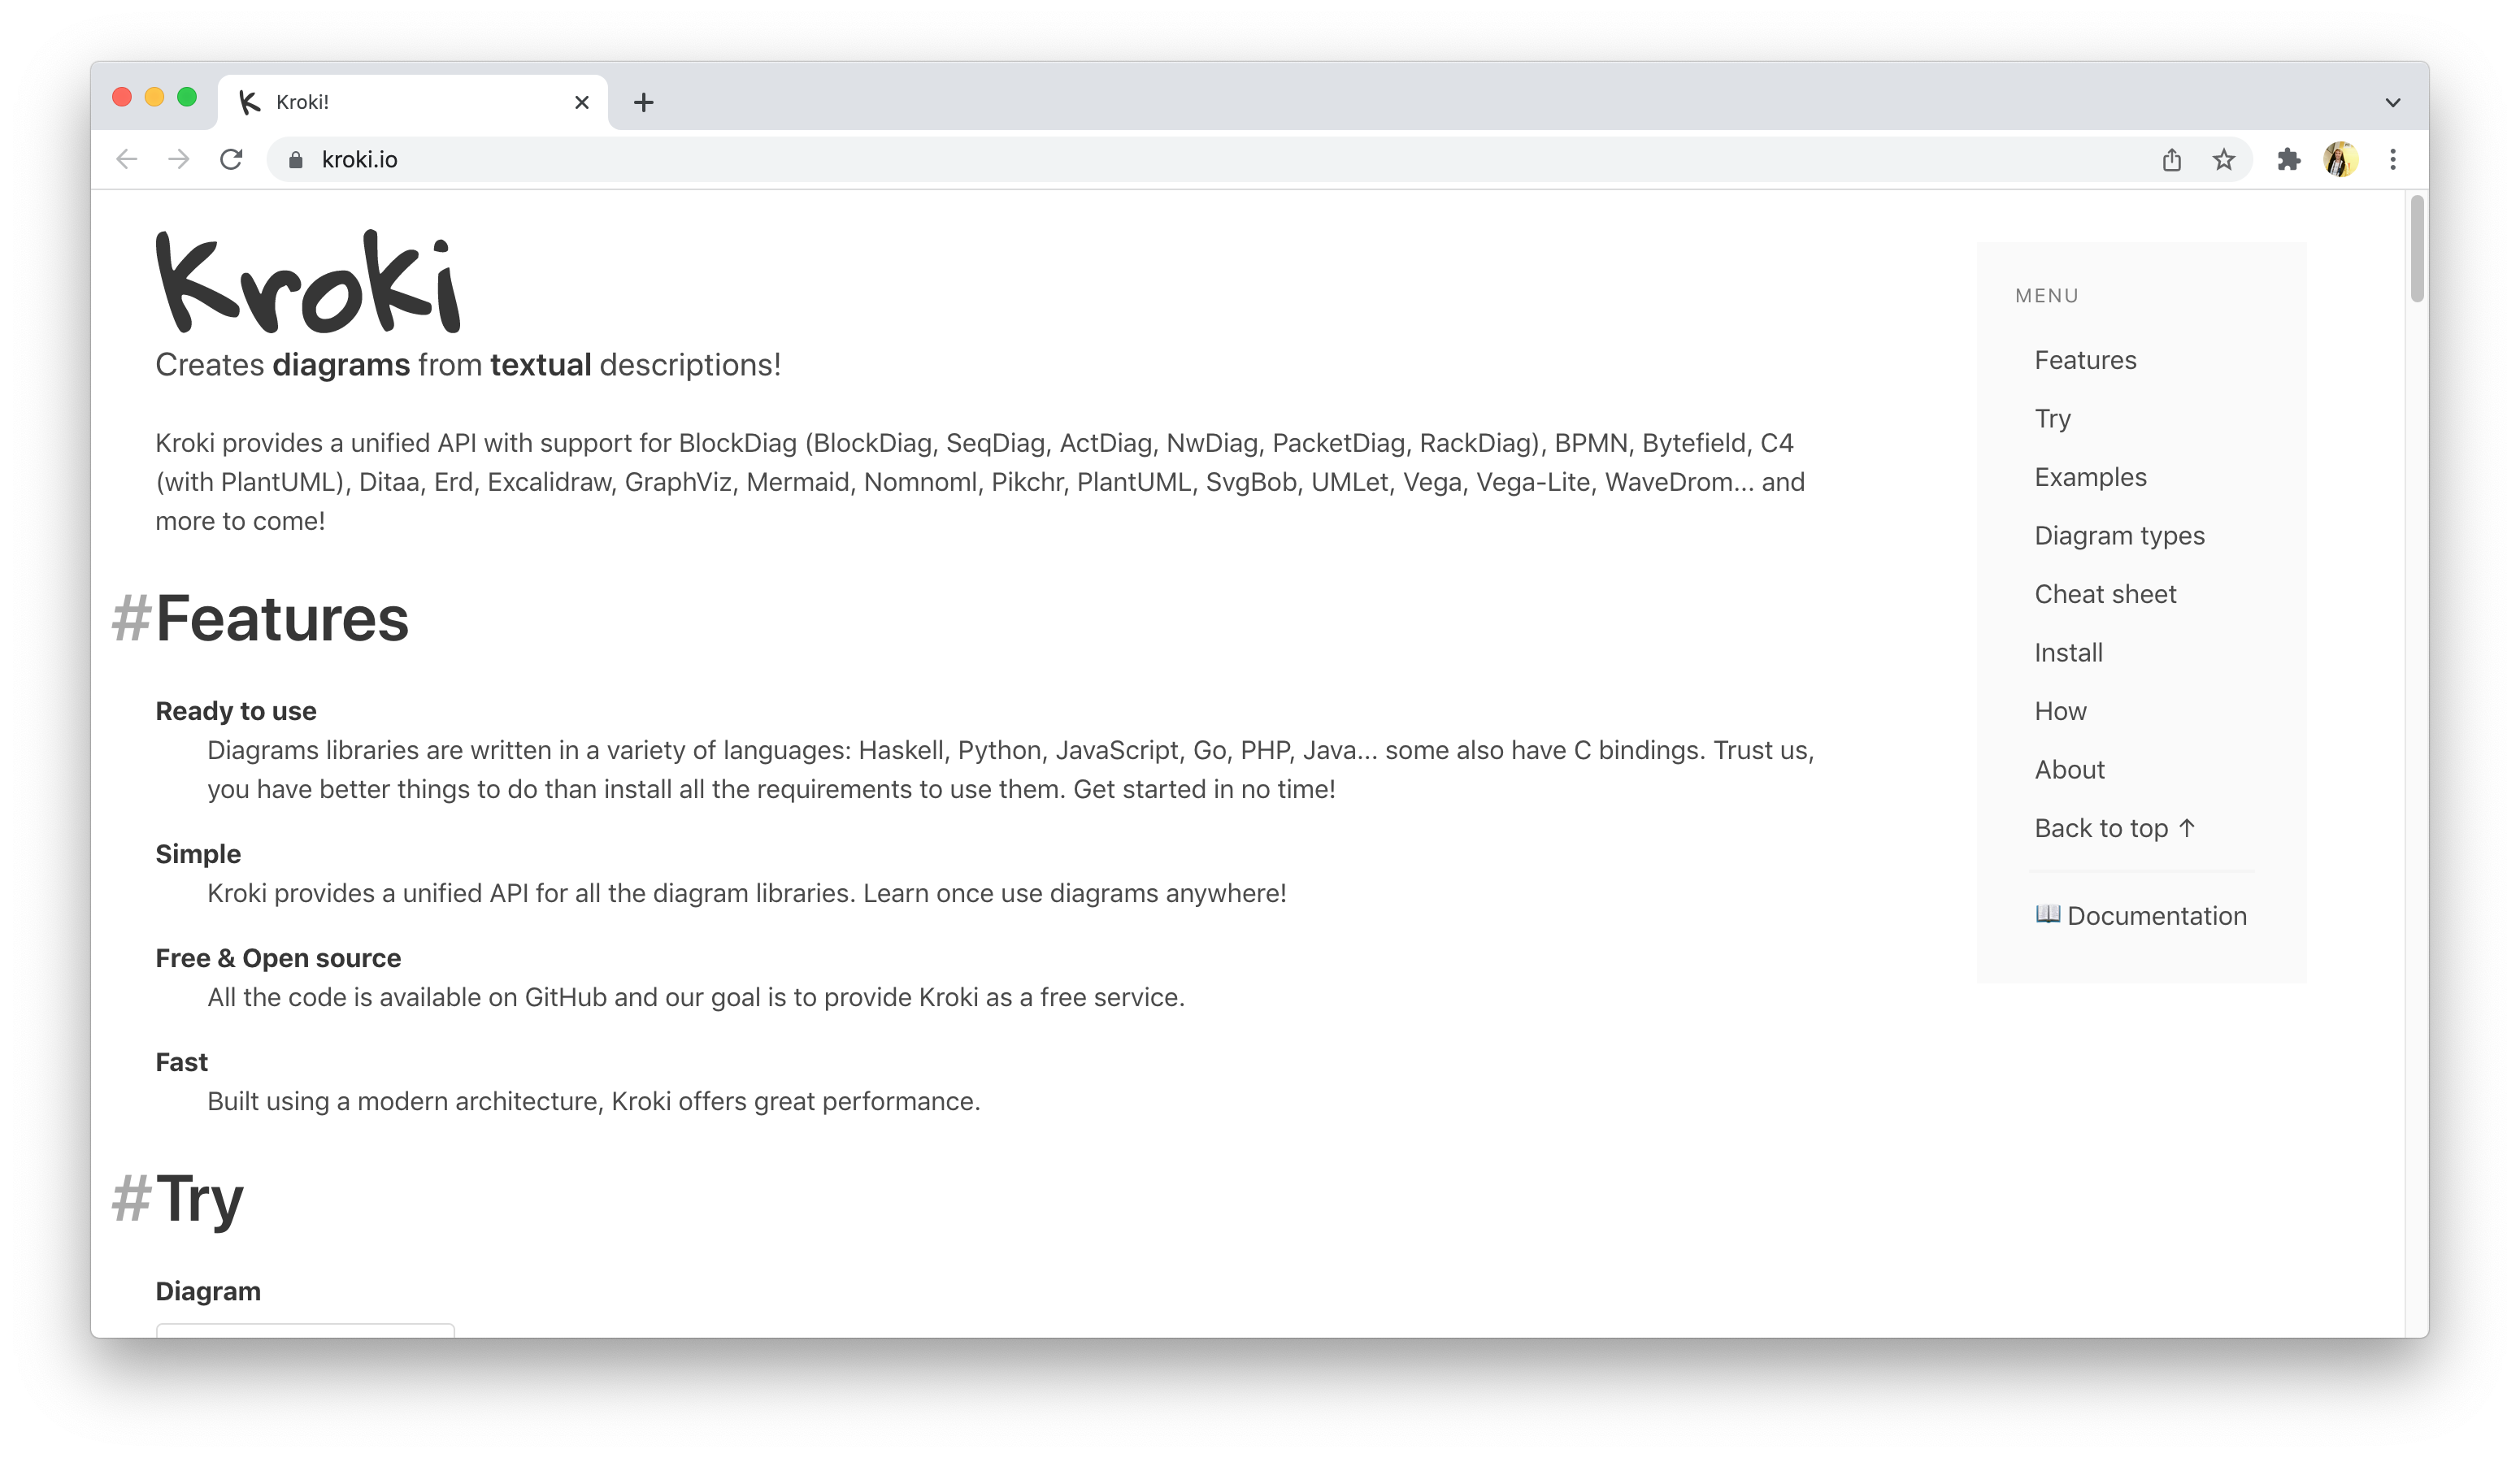 Kroki!
kroki.io
Kroki
Creates diagrams from textual descriptions!
Kroki provides a unified API with support for BlockDiag (BlockDiag, SeqDiag, ActDiag, NwDiag, PacketDiag, RackDiag), BPMN, Bytefield, C4
(with PlantUML), Ditaa, Erd, Excalidraw, GraphViz, Mermaid, Nomnoml, Pikchr, PlantUML, SvgBob, UMLet, Vega, Vega-Lite, WaveDrom... and
more to come!
#Features
Ready to use
Diagrams libraries are written in a variety of languages: Haskell, Python, JavaScript, Go, PHP, Java... some also have C bindings. Trust us,
you have better things to do than install all the requirements to use them. Get started in no time!
Simple
Kroki provides a unified API for all the diagram libraries. Learn once use diagrams anywhere!
Free & Open source
All the code is available on GitHub and our goal is to provide Kroki as a free service.
Fast
Built using a modern architecture, Kroki offers great performance.
#Try
Diagram
MENU
Features
Try
Examples
Diagram types
Cheat sheet
Install
How
About
Back to top ↑
📖 Documentation